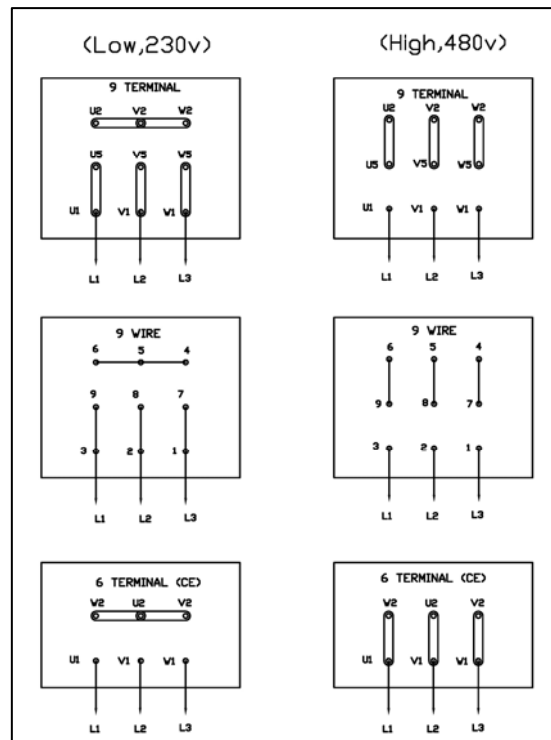 (Low,230v)
(High,480v)
9 TERMINAL
U2 V2 W2
U5 V5 W5
U1 V1 W1
L1 L2 L3
9 TERMINAL
U2 V2 W2
U5 V5 W5
U1 V1 W1
L1 L2 L3
9 WIRE
6 5 4
9 8 7
3 2 1
L1 L2 L3
9 WIRE
6 5 4
9 8 7
3 2 1
L1 L2 L3
6 TERMINAL (CE)
W2 U2 V2
U1 V1 W1
L1 L2 L3
6 TERMINAL (CE)
W2 U2 V2
U1 V1 W1
L1 L2 L3